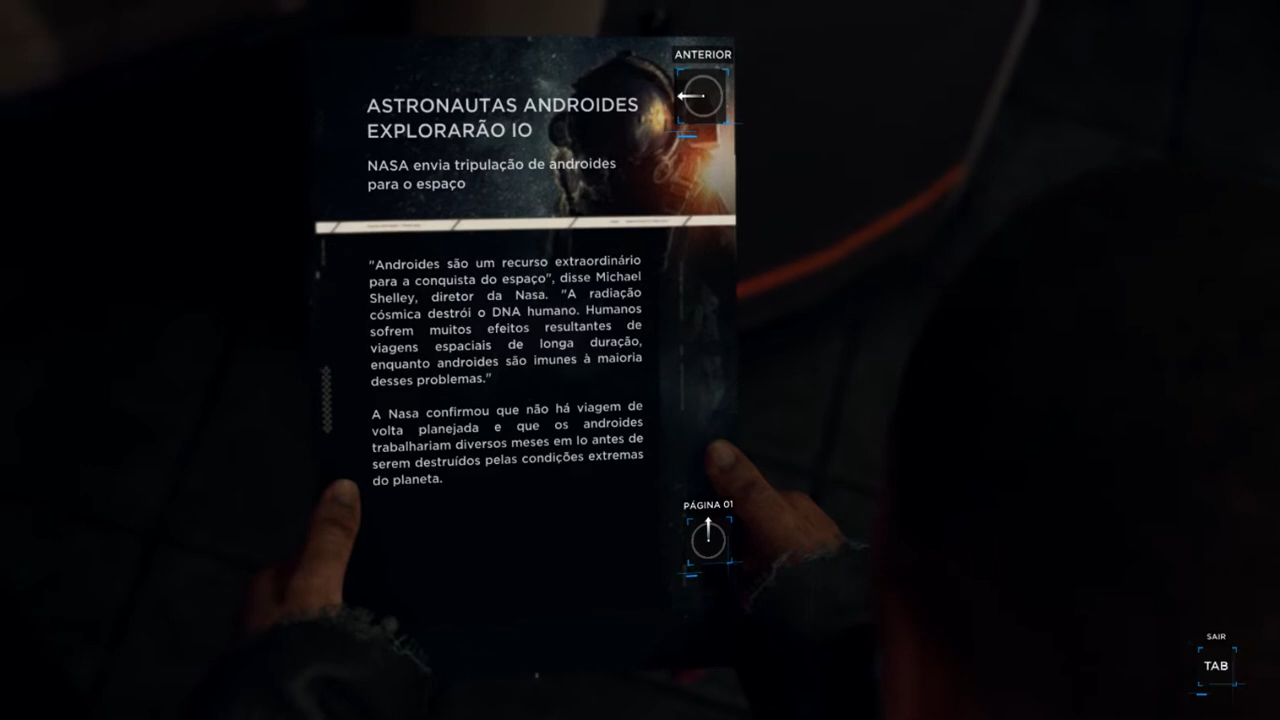 ANTERIOR
ASTRONAUTAS ANDROIDES
EXPLORARÃO IO
NASA envia tripulação de androides
para o espaço
"Androides são um recurso extraordinário
para a conquista do espaço", disse Michael
Shelley, diretor da Nasa. "A radiação
cósmica destrói o DNA humano. Humanos
sofrem muitos efeitos resultantes de
viagens espaciais de longa duração,
enquanto androides são imunes à maioria
desses problemas."
A Nasa confirmou que não há viagem de
volta planejada e que os androides
trabalhariam diversos meses em Io antes de
serem destruídos pelas condições extremas
do planeta.
PÁGINA 01
SAIR
TAB